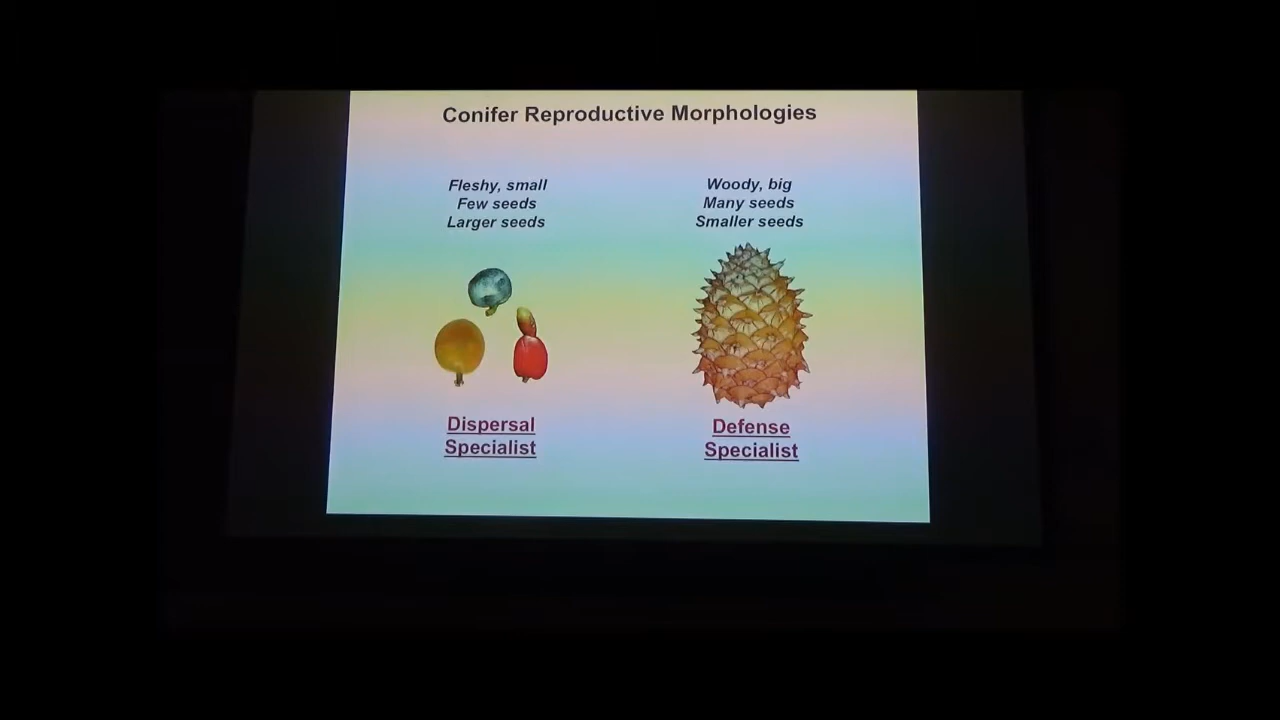 Conifer Reproductive Morphologies
Fleshy, small
Few seeds
Larger seeds
Woody, big
Many seeds
Smaller seeds
Dispersal
Specialist
Defense
Specialist